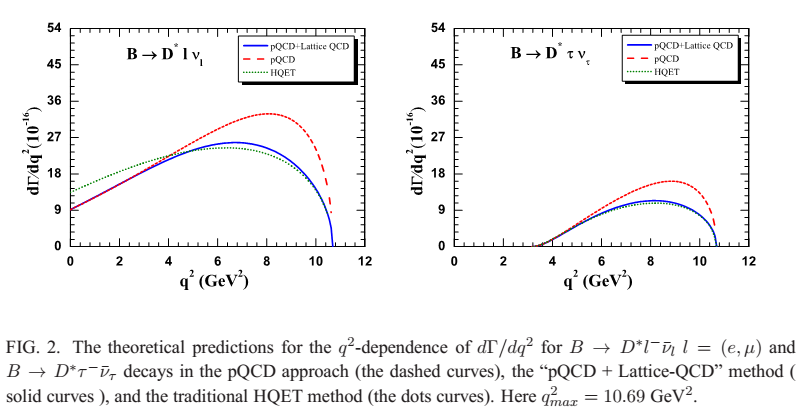 B → D* l ν_l
pQCD+Lattice QCD
pQCD
HQET
54
45
36
27
18
9
0
dΓ/dq²(10⁻¹⁶)
0 2 4 6 8 10 12
q² (GeV²)
B → D* τ ν_τ
pQCD+Lattice QCD
pQCD
HQET
54
45
36
27
18
9
0
dΓ/dq²(10⁻¹⁶)
0 2 4 6 8 10 12
q² (GeV²)
FIG. 2. The theoretical predictions for the q²-dependence of dΓ/dq² for B → D*l⁻ν̄_l l = (e, μ) and
B → D*τ⁻ν̄_τ decays in the pQCD approach (the dashed curves), the “pQCD + Lattice-QCD” method (
solid curves ), and the traditional HQET method (the dots curves). Here q²_max = 10.69 GeV².